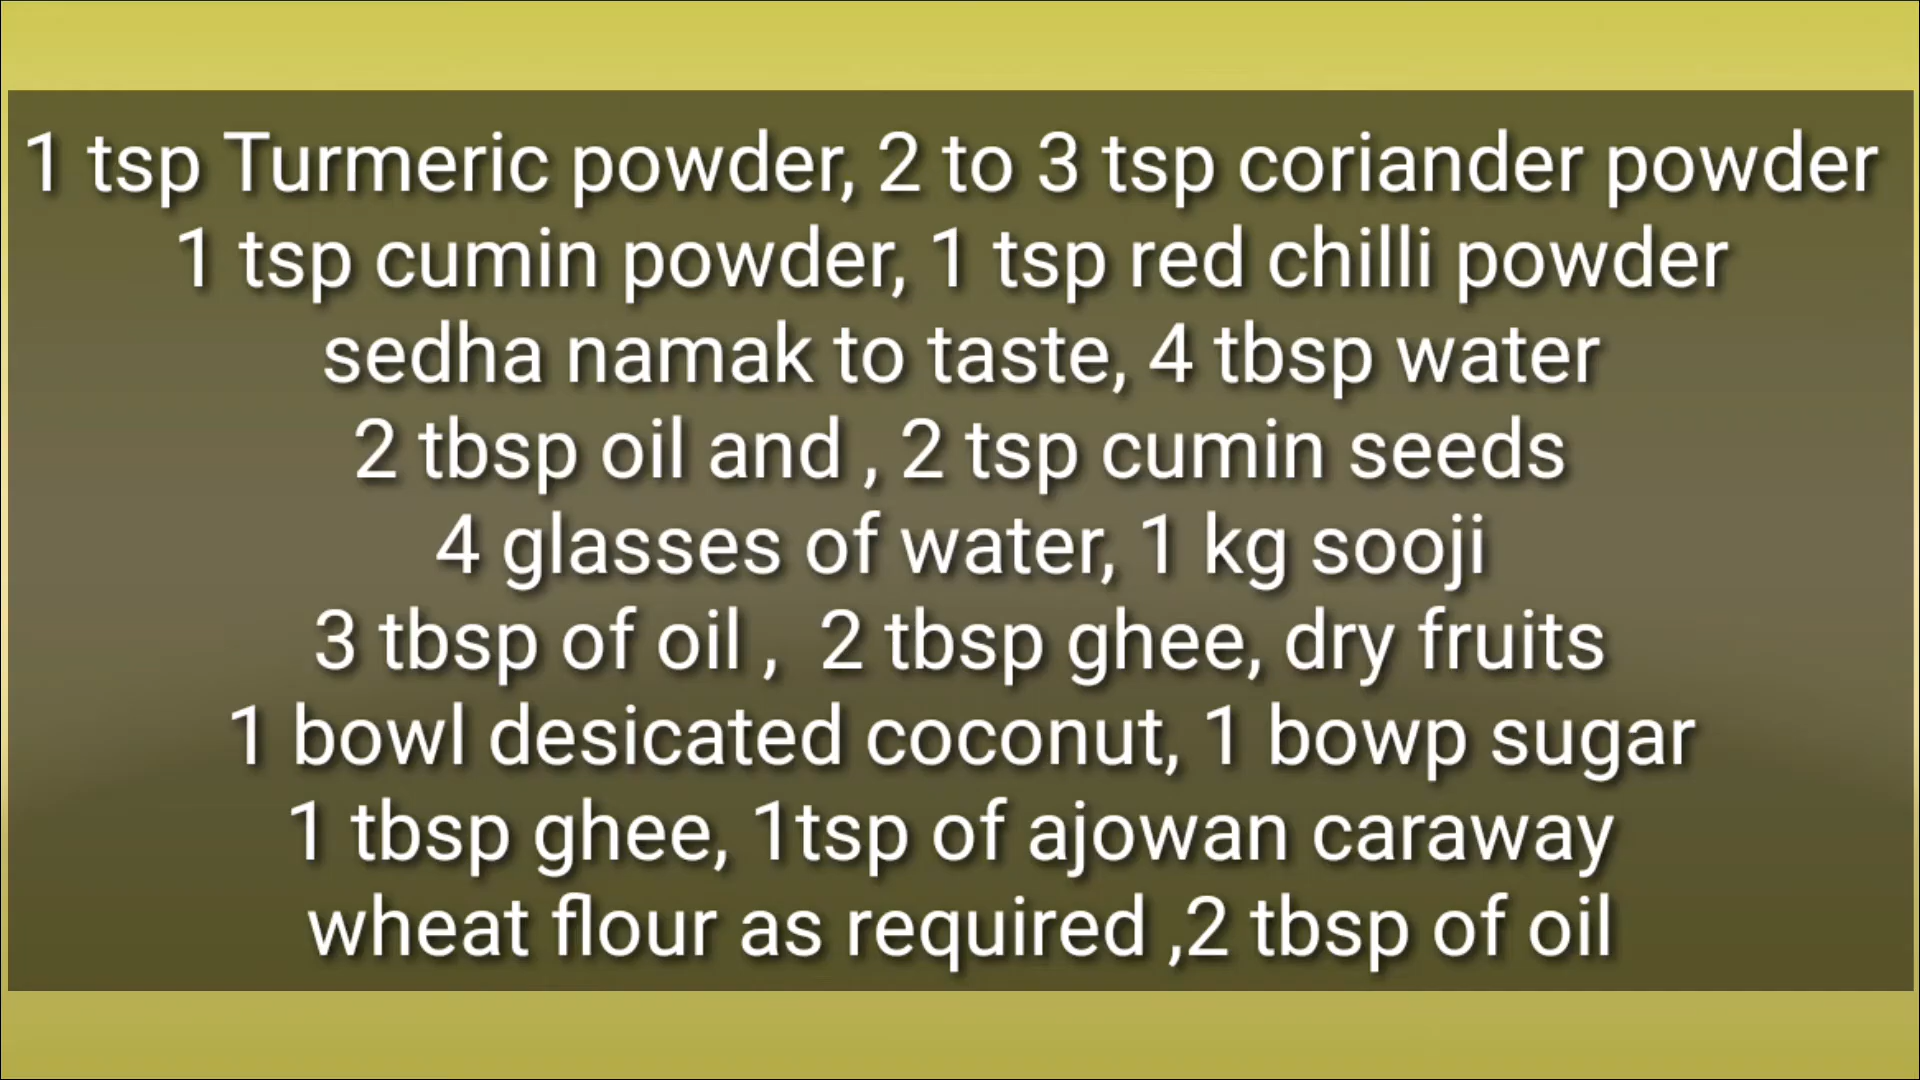 1 tsp Turmeric powder, 2 to 3 tsp coriander powder
1 tsp cumin powder, 1 tsp red chilli powder
sedha namak to taste, 4 tbsp water
2 tbsp oil and , 2 tsp cumin seeds
4 glasses of water, 1 kg sooji
3 tbsp of oil ,  2 tbsp ghee, dry fruits
1 bowl desicated coconut, 1 bowp sugar
1 tbsp ghee, 1tsp of ajowan caraway
wheat flour as required ,2 tbsp of oil